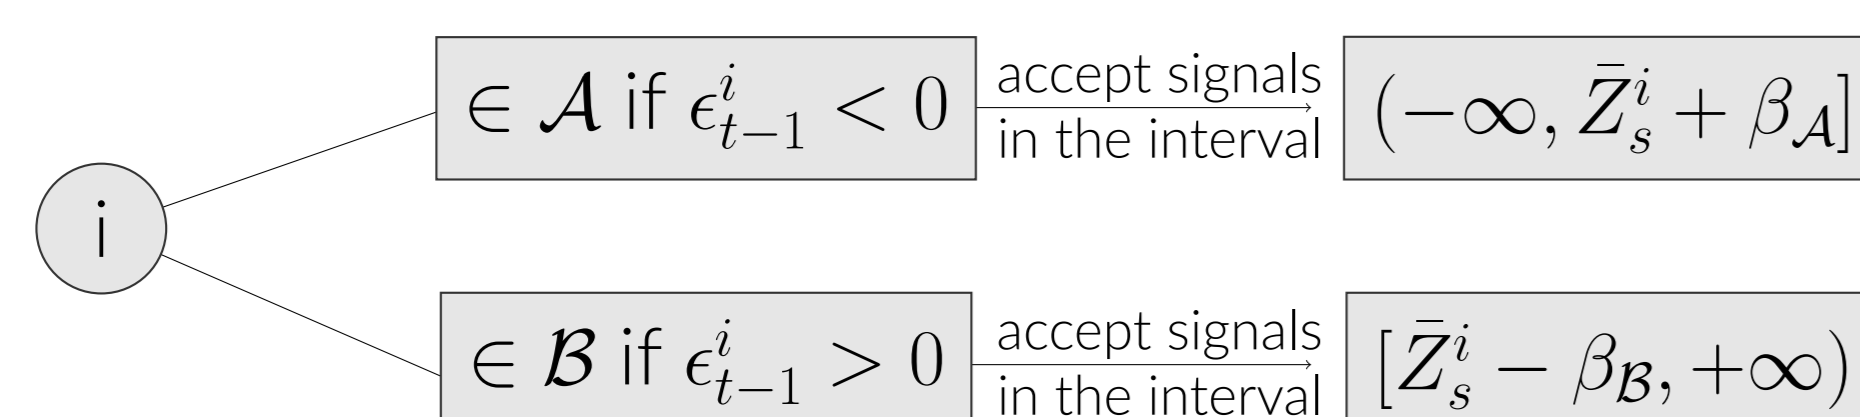 i
∈ 𝒜 if ϵ^i_{t−1} < 0
accept signals
in the interval
(−∞, Z̄^i_s + β_𝒜]
∈ ℬ if ϵ^i_{t−1} > 0
accept signals
in the interval
[Z̄^i_s − β_ℬ, +∞)